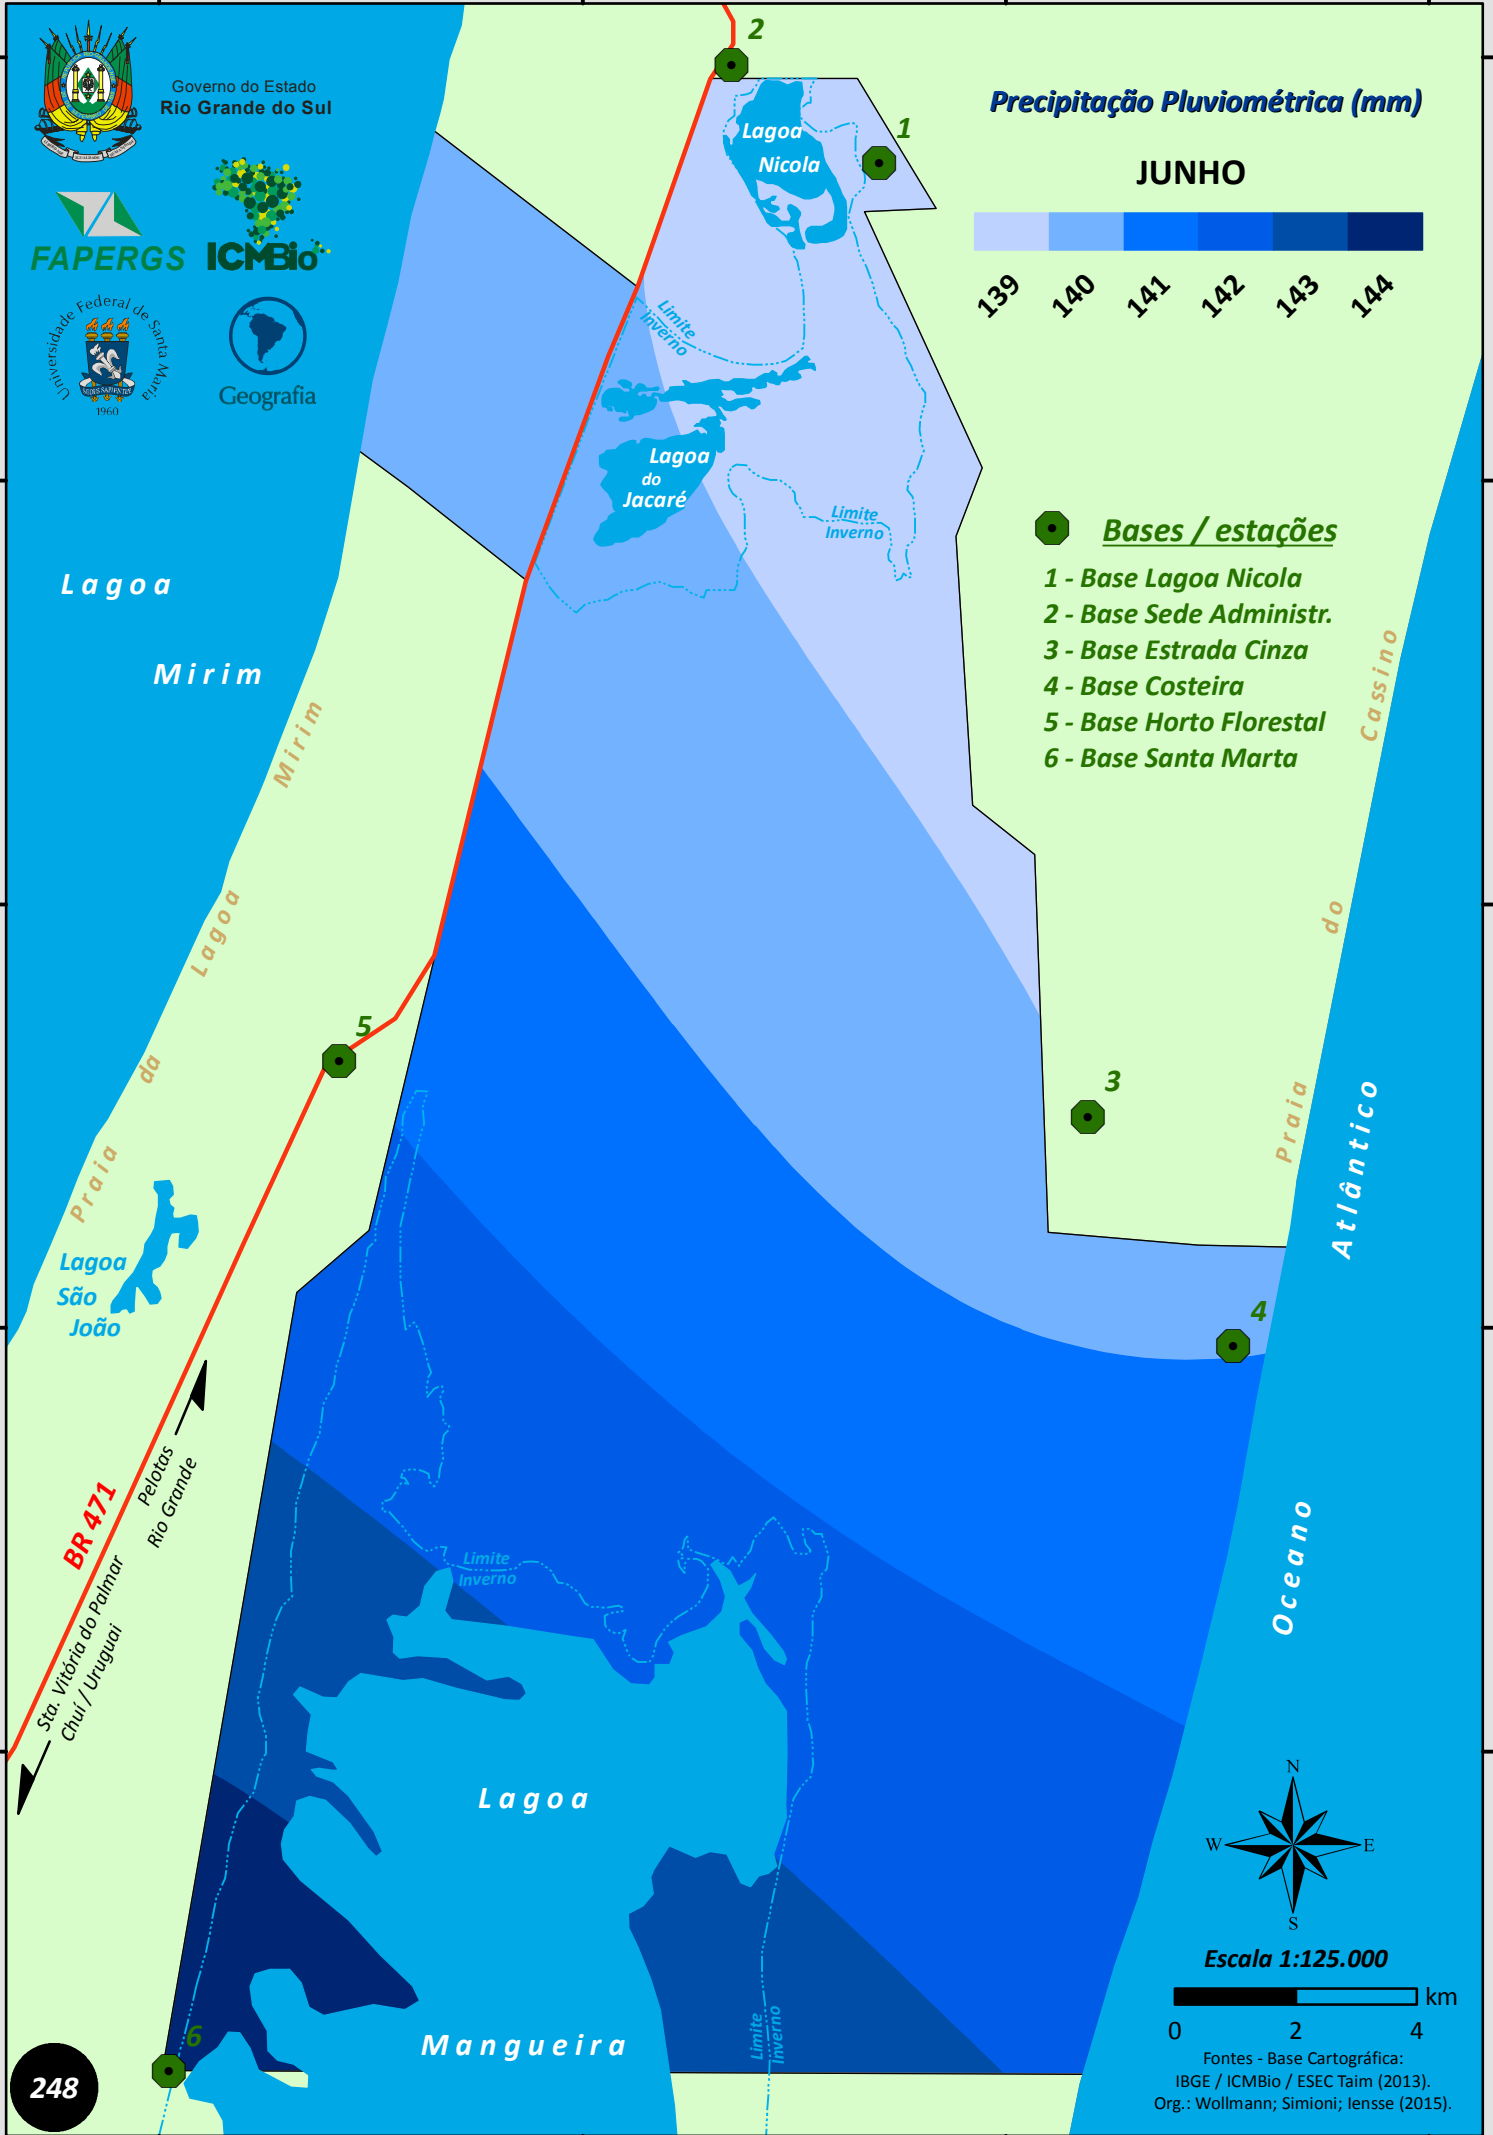 Governo do Estado
Rio Grande do Sul
FAPERGS
ICMBio
Universidade Federal de Santa Maria
SEDES SAPIENTIAE
1960
Geografia
Precipitação Pluviométrica (mm)
JUNHO
139 140 141 142 143 144
2
1
Lagoa
Nicola
Limite
Inverno
Lagoa
do
Jacaré
Limite
Inverno
Bases / estações
1 - Base Lagoa Nicola
2 - Base Sede Administr.
3 - Base Estrada Cinza
4 - Base Costeira
5 - Base Horto Florestal
6 - Base Santa Marta
Lagoa
Mirim
Praia da Lagoa Mirim
Praia do Cassino
5
3
4
Lagoa
São
João
Oceano Atlântico
BR 471
Pelotas
Rio Grande
Sta. Vitória do Palmar
Chuí / Uruguai
Limite
Inverno
Lagoa
Mangueira
Limite
Inverno
6
N
W
E
S
Escala 1:125.000
km
0 2 4
Fontes - Base Cartográfica:
IBGE / ICMBio / ESEC Taim (2013).
Org.: Wollmann; Simioni; Iensse (2015).
248